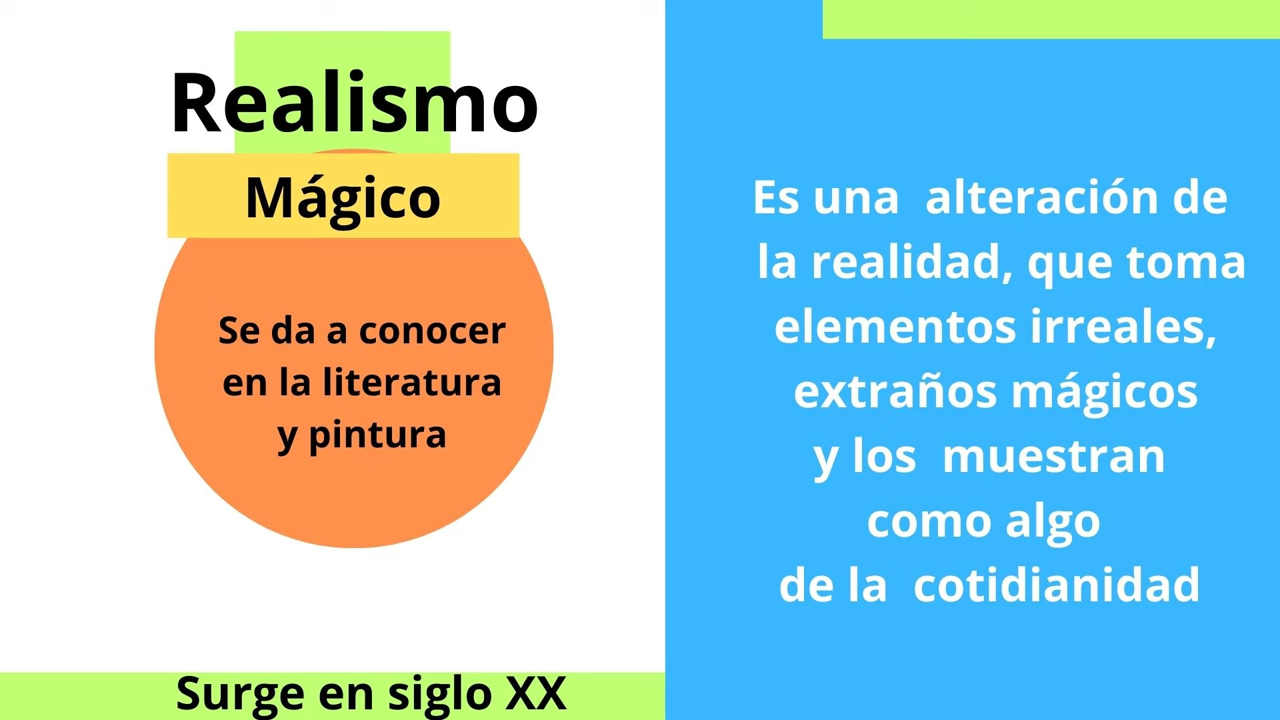 Realismo
Mágico
Se da a conocer
en la literatura
y pintura
Surge en siglo XX
Es una alteración de
la realidad, que toma
elementos irreales,
extraños mágicos
y los muestran
como algo
de la cotidianidad